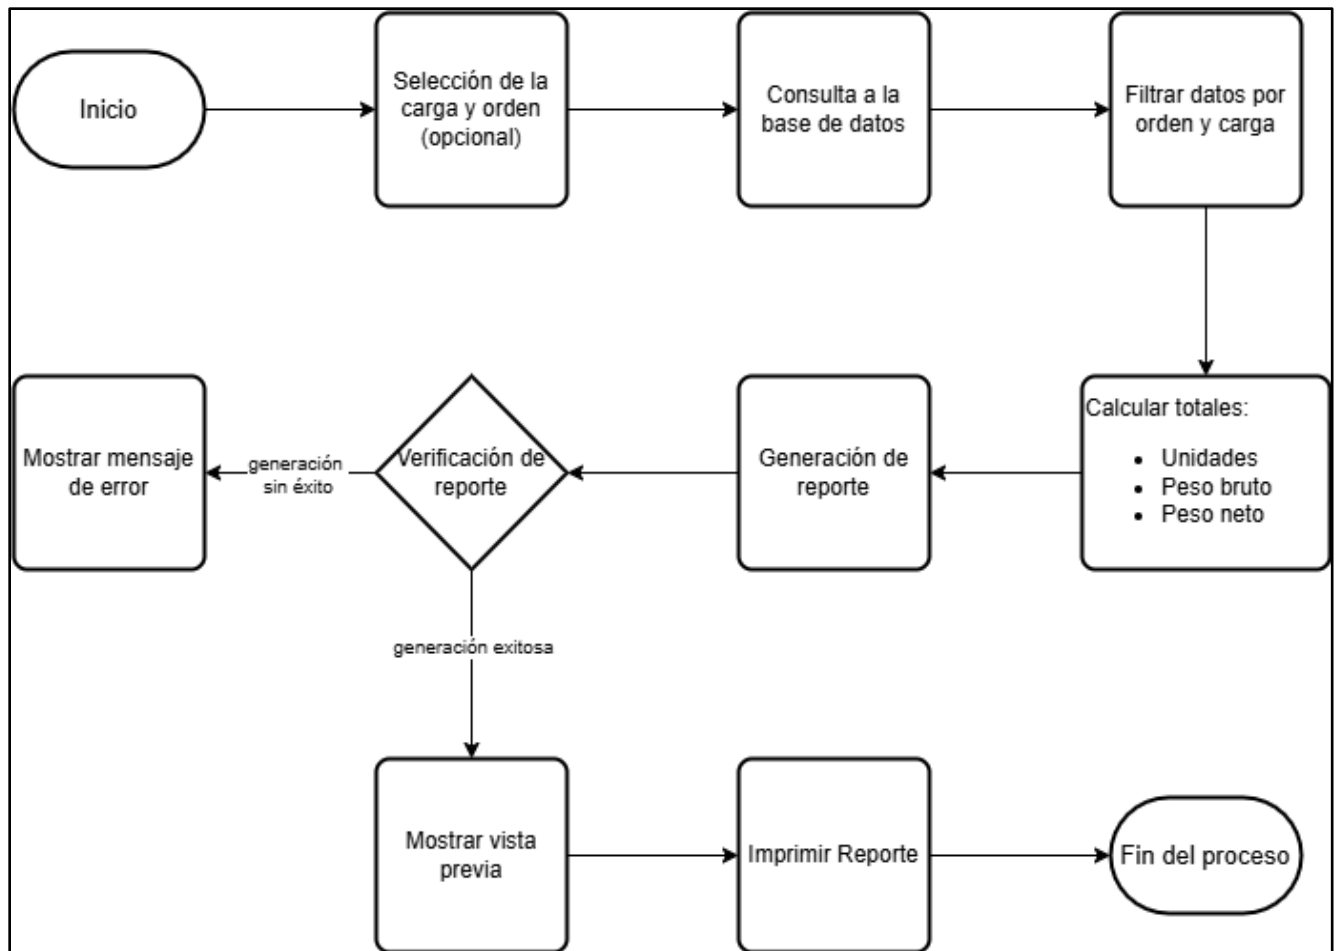 Inicio
Selección de la
carga y orden
(opcional)
Consulta a la
base de datos
Filtrar datos por
orden y carga
Calcular totales:
• Unidades
• Peso bruto
• Peso neto
Generación de
reporte
Verificación de
reporte
generación
sin éxito
Mostrar mensaje
de error
generación exitosa
Mostrar vista
previa
Imprimir Reporte
Fin del proceso